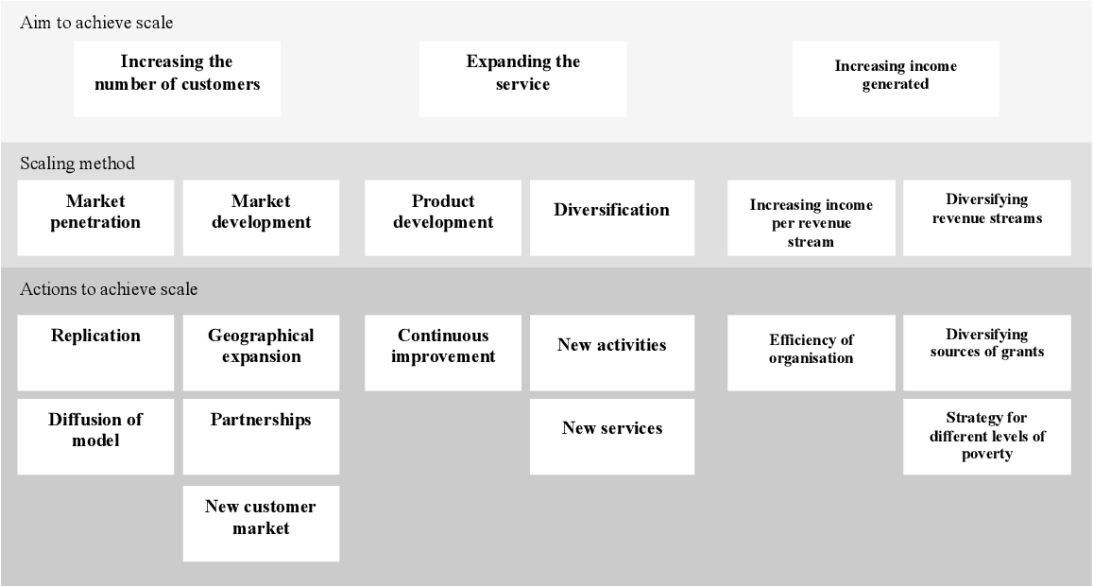 Aim to achieve scale
Increasing the
number of customers
Expanding the
service
Increasing income
generated
Scaling method
Market
penetration
Market
development
Product
development
Diversification
Increasing income
per revenue
stream
Diversifying
revenue streams
Actions to achieve scale
Replication
Geographical
expansion
Continuous
improvement
New activities
Efficiency of
organisation
Diversifying
sources of grants
Diffusion of
model
Partnerships
New services
Strategy for
different levels of
poverty
New customer
market